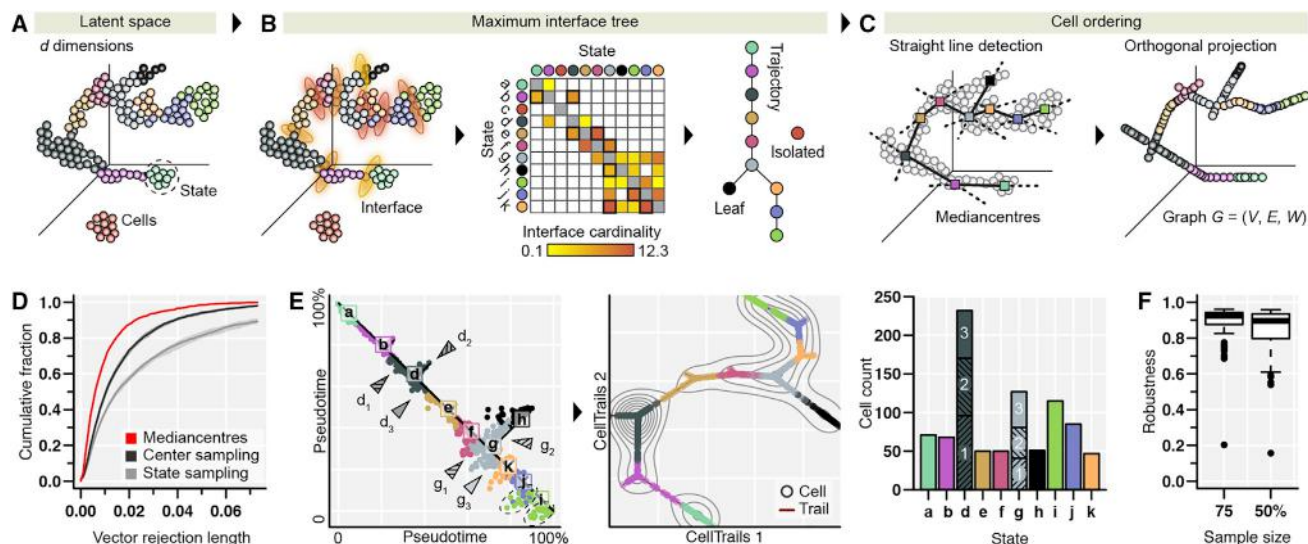 A
Latent space
d dimensions
State
Cells
B
Maximum interface tree
Interface
State
State
Interface cardinality
0.1
12.3
Trajectory
Isolated
Leaf
C
Cell ordering
Straight line detection
Orthogonal projection
Mediancentres
Graph G = (V, E, W)
D
Cumulative fraction
1.0
0.8
0.6
0.4
0.2
0.0
Mediancentres
Center sampling
State sampling
0.00
0.02
0.04
0.06
Vector rejection length
E
100%
Pseudotime
0
a
b
d
e
f
g
h
k
j
i
d1
d2
d3
g1
g2
g3
0
Pseudotime
100%
CellTrails 2
Cell
Trail
CellTrails 1
Cell count
250
200
150
100
50
0
3
2
1
3
2
1
a b d e f g h i j k
State
F
Robustness
1.0
0.8
0.6
0.4
0.2
0.0
75
50%
Sample size